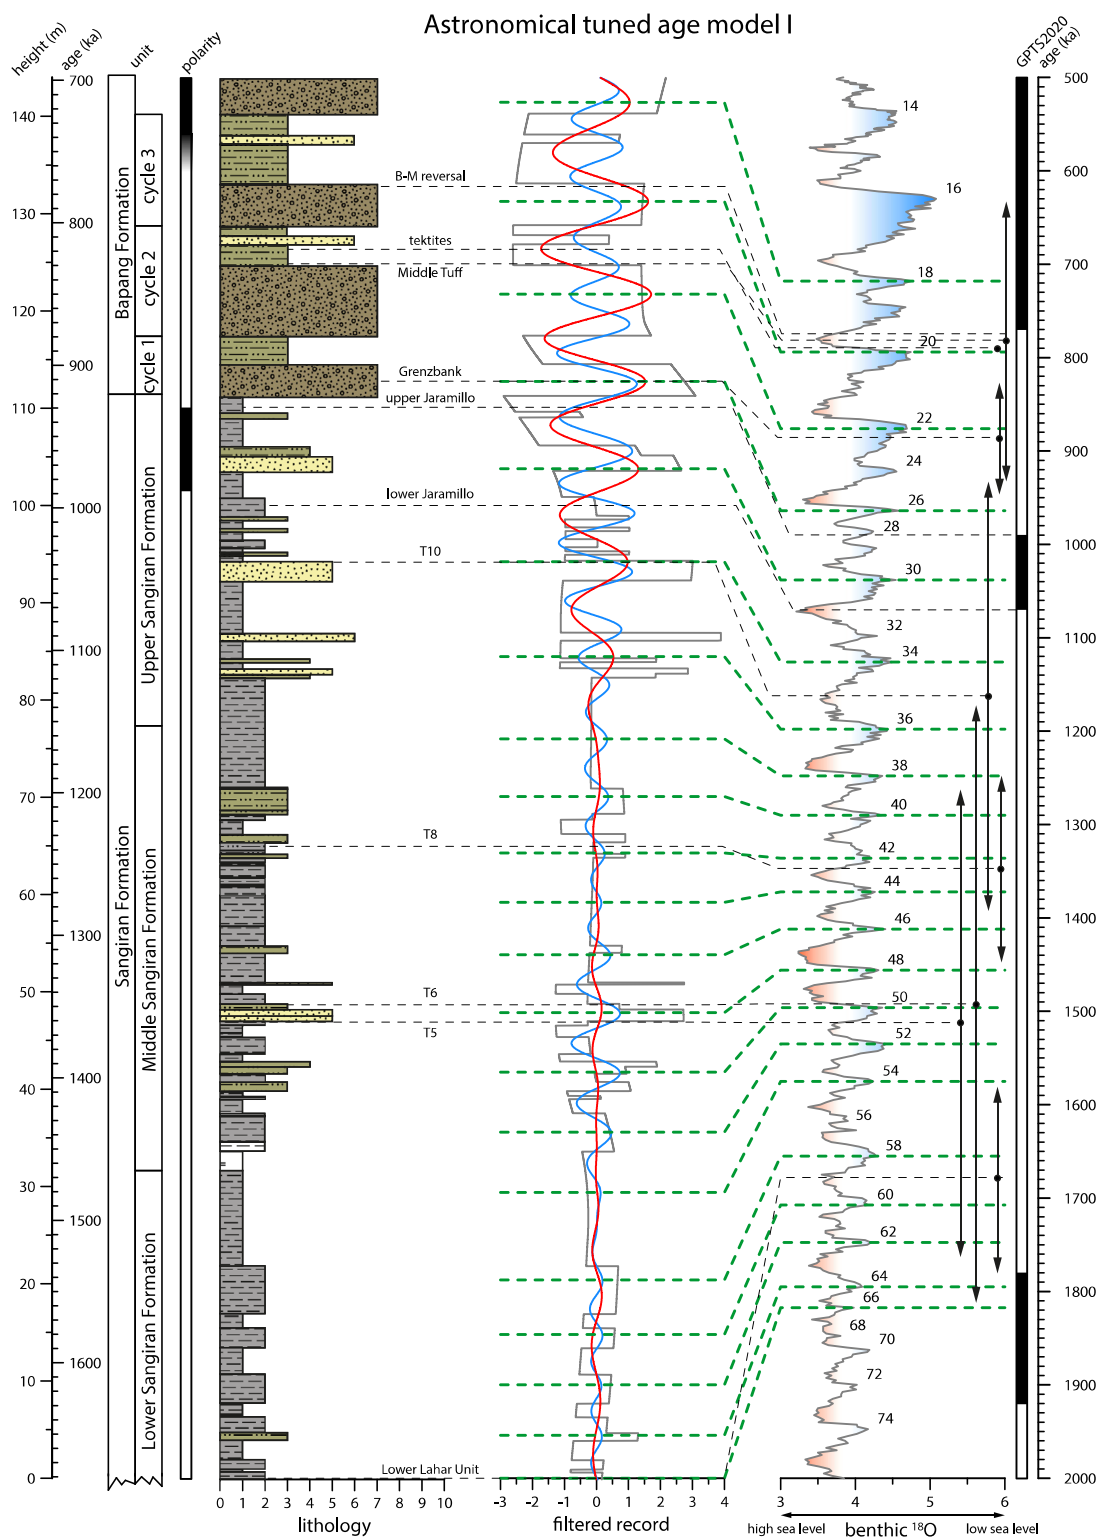 Astronomical tuned age model I
height (m)
age (ka)
unit
polarity
GPTS2020
age (ka)
140
130
120
110
100
90
80
70
60
50
40
30
20
10
0
700
800
900
1000
1100
1200
1300
1400
1500
1600
Bapang Formation
cycle 3
cycle 2
cycle 1
Sangiran Formation
Upper Sangiran Formation
Middle Sangiran Formation
Lower Sangiran Formation
B-M reversal
tektites
Middle Tuff
Grenzbank
upper Jaramillo
lower Jaramillo
T10
T8
T6
T5
Lower Lahar Unit
14
16
18
20
22
24
26
28
30
32
34
36
38
40
42
44
46
48
50
52
54
56
58
60
62
64
66
68
70
72
74
500
600
700
800
900
1000
1100
1200
1300
1400
1500
1600
1700
1800
1900
2000
0 1 2 3 4 5 6 7 8 9 10
lithology
-3 -2 -1 0 1 2 3 4
filtered record
3 4 5 6
high sea level
benthic ¹⁸O
low sea level